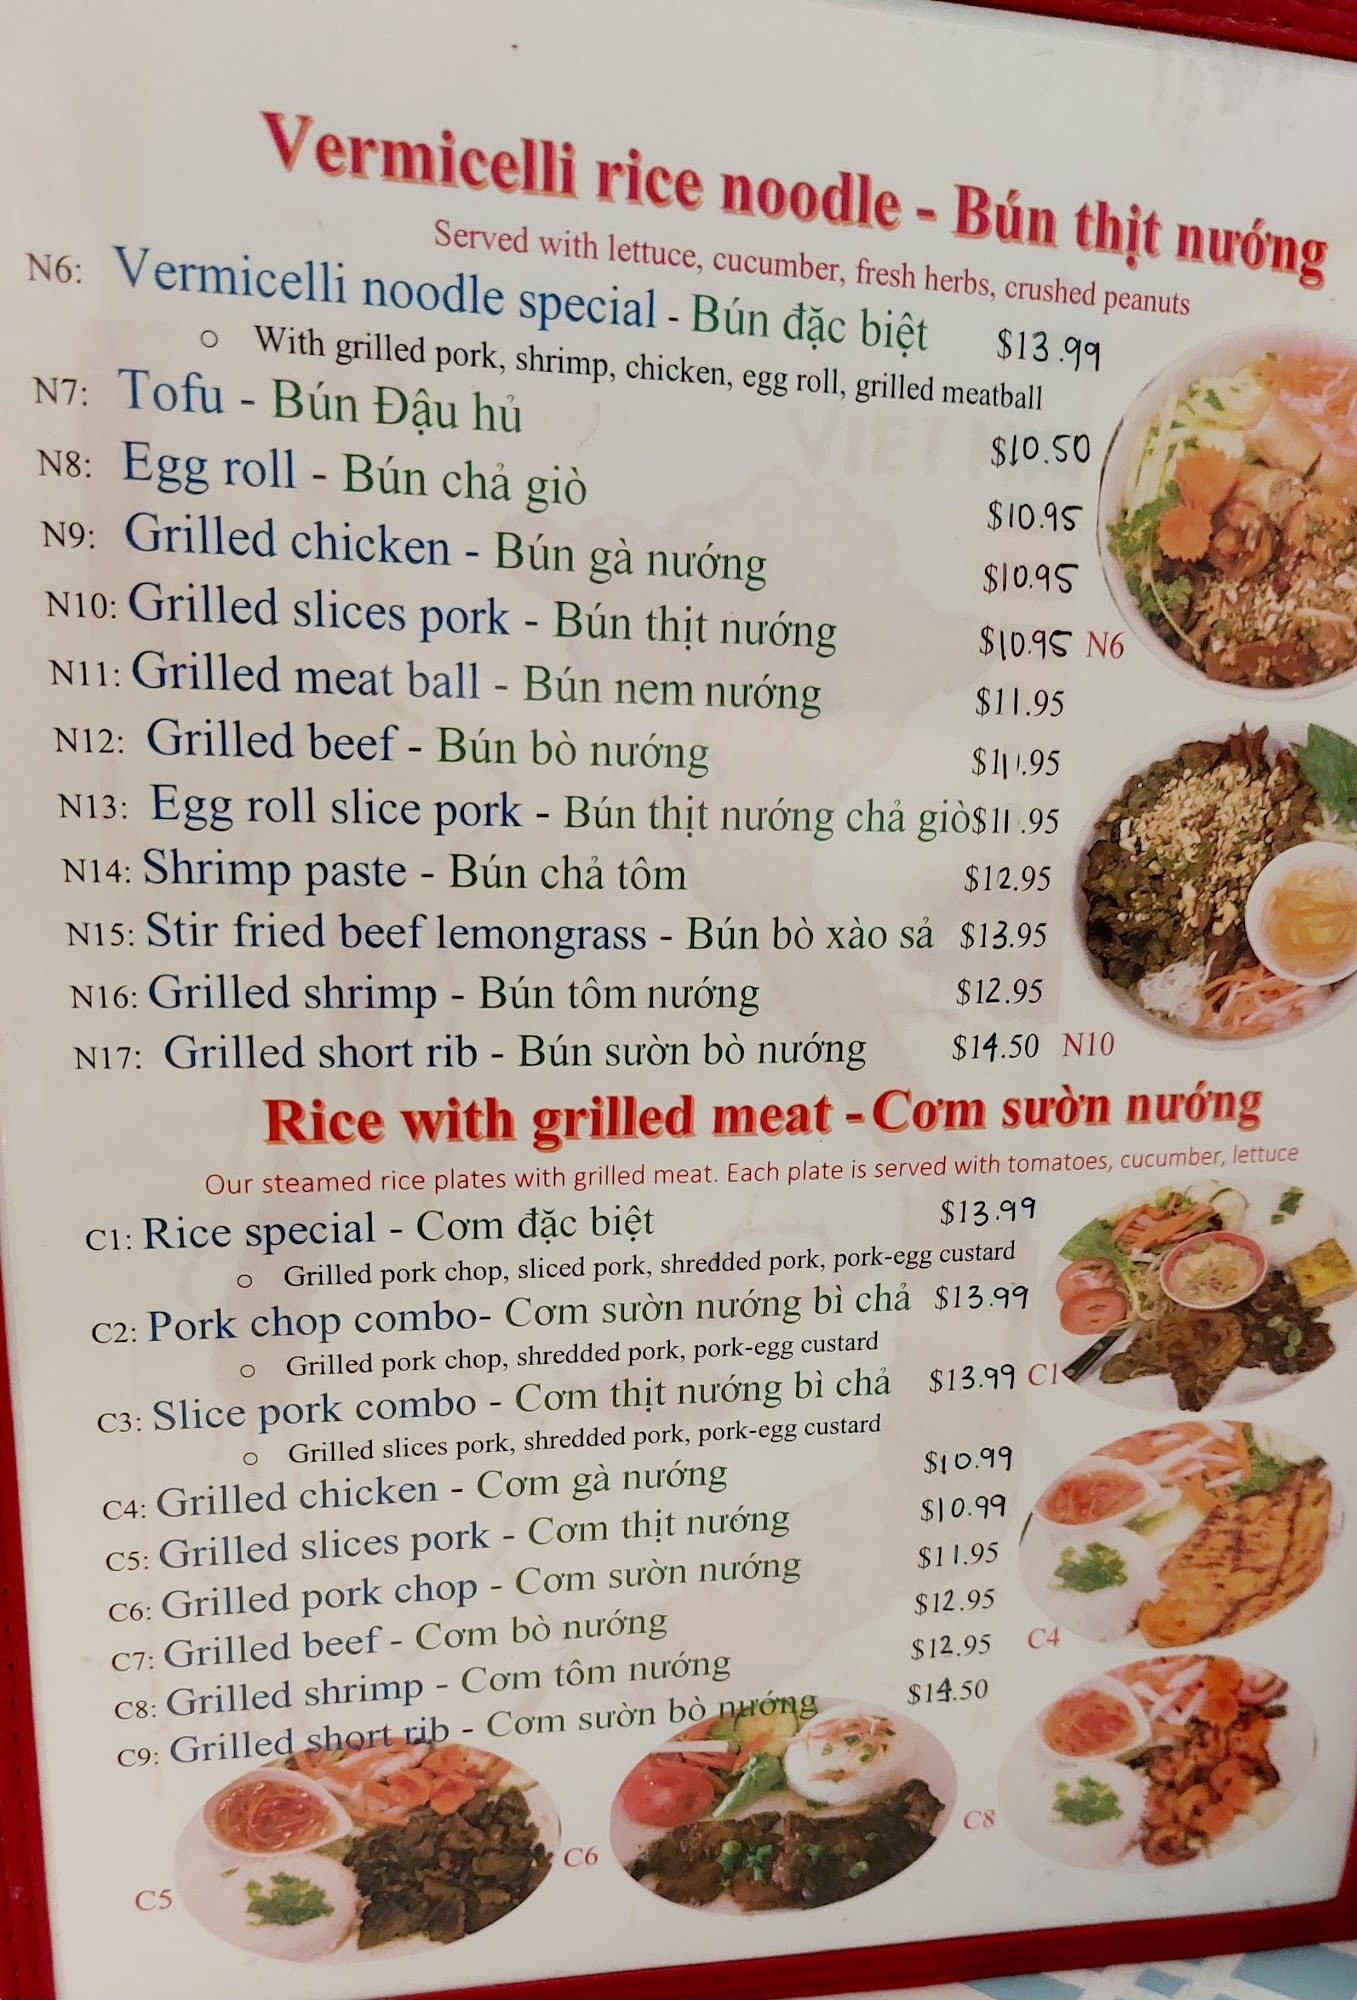 Vermicelli rice noodle - Bún thịt nướng
Served with lettuce, cucumber, fresh herbs, crushed peanuts
N6: Vermicelli noodle special - Bún đặc biệt $13.99
o With grilled pork, shrimp, chicken, egg roll, grilled meatball
N7: Tofu - Bún Đậu hủ $10.50
N8: Egg roll - Bún chả giò $10.95
N9: Grilled chicken - Bún gà nướng $10.95
N10: Grilled slices pork - Bún thịt nướng $10.95 N6
N11: Grilled meat ball - Bún nem nướng $11.95
N12: Grilled beef - Bún bò nướng $11.95
N13: Egg roll slice pork - Bún thịt nướng chả giò $11.95
N14: Shrimp paste - Bún chả tôm $12.95
N15: Stir fried beef lemongrass - Bún bò xào sả $13.95
N16: Grilled shrimp - Bún tôm nướng $12.95
N17: Grilled short rib - Bún sườn bò nướng $14.50 N10
Rice with grilled meat - Cơm sườn nướng
Our steamed rice plates with grilled meat. Each plate is served with tomatoes, cucumber, lettuce
C1: Rice special - Cơm đặc biệt $13.99
o Grilled pork chop, sliced pork, shredded pork, pork-egg custard
C2: Pork chop combo- Cơm sườn nướng bì chả $13.99
o Grilled pork chop, shredded pork, pork-egg custard
C3: Slice pork combo - Cơm thịt nướng bì chả $13.99 C1
o Grilled slices pork, shredded pork, pork-egg custard
C4: Grilled chicken - Cơm gà nướng $10.99
C5: Grilled slices pork - Cơm thịt nướng $10.99
C6: Grilled pork chop - Cơm sườn nướng $11.95
C7: Grilled beef - Cơm bò nướng $12.95
C8: Grilled shrimp - Cơm tôm nướng $12.95 C4
C9: Grilled short rib - Cơm sườn bò nướng $14.50
C8
C6
C5